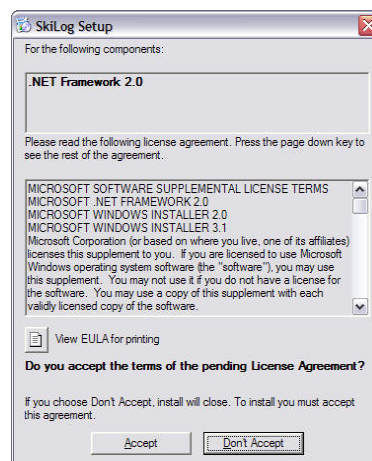 SkiLog Setup
For the following components:
.NET Framework 2.0
Please read the following license agreement. Press the page down key to
see the rest of the agreement.
MICROSOFT SOFTWARE SUPPLEMENTAL LICENSE TERMS
MICROSOFT .NET FRAMEWORK 2.0
MICROSOFT WINDOWS INSTALLER 2.0
MICROSOFT WINDOWS INSTALLER 3.1
Microsoft Corporation (or based on where you live, one of its affiliates)
licenses this supplement to you.  If you are licensed to use Microsoft
Windows operating system software (the "software"), you may use
this supplement.  You may not use it if you do not have a license for
the software.  You may use a copy of this supplement with each
validly licensed copy of the software.
View EULA for printing
Do you accept the terms of the pending License Agreement?
If you choose Don't Accept, install will close. To install you must accept
this agreement.
Accept
Don't Accept